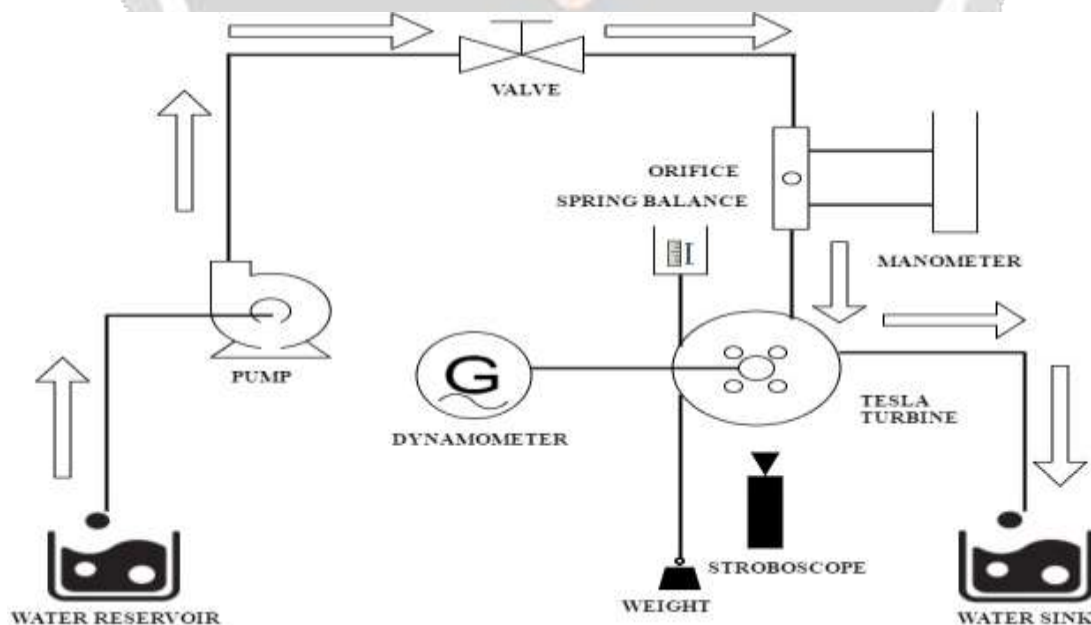 VALVE
ORIFICE
SPRING BALANCE
MANOMETER
PUMP
G
DYNAMOMETER
TESLA
TURBINE
STROBOSCOPE
WEIGHT
WATER RESERVOIR
WATER SINK